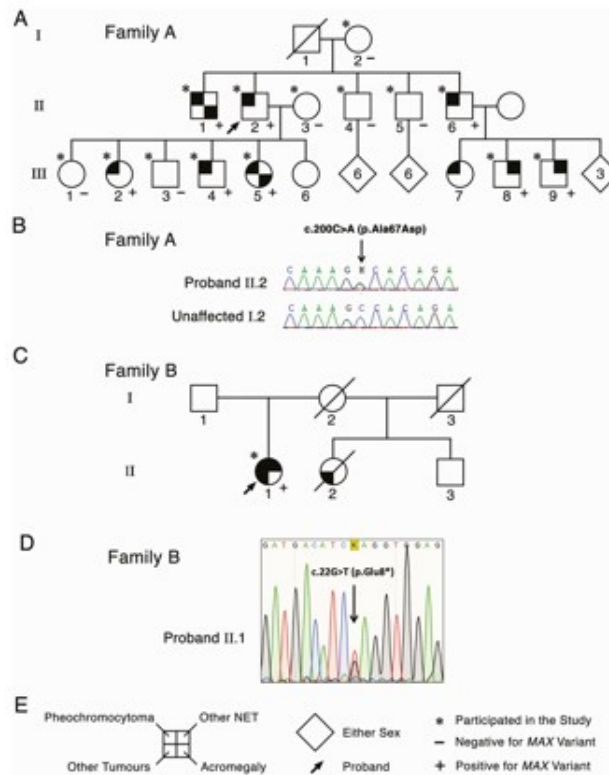 A
Family A
I
1
* 2 −
II
* 1 +
* 2 +
* 3 −
* 4 −
* 5 −
* 6 +
III
* 1 −
* 2 +
* 3 −
* 4 +
* 5 +
6
6
6
7
* 8 +
* 9 +
3
B
Family A
c.200C>A (p.Ala67Asp)
Proband II.2
C A A A G M C A C A G A
Unaffected I.2
C A A A G C C A C A G A
C
Family B
I
1
2
3
II
* 1 +
2
3
D
Family B
G A T G A C A T C K A G G T G G A G
c.22G>T (p.Glu8*)
Proband II.1
E
Pheochromocytoma
Other NET
Other Tumours
Acromegaly
Either Sex
Proband
* Participated in the Study
− Negative for MAX Variant
+ Positive for MAX Variant